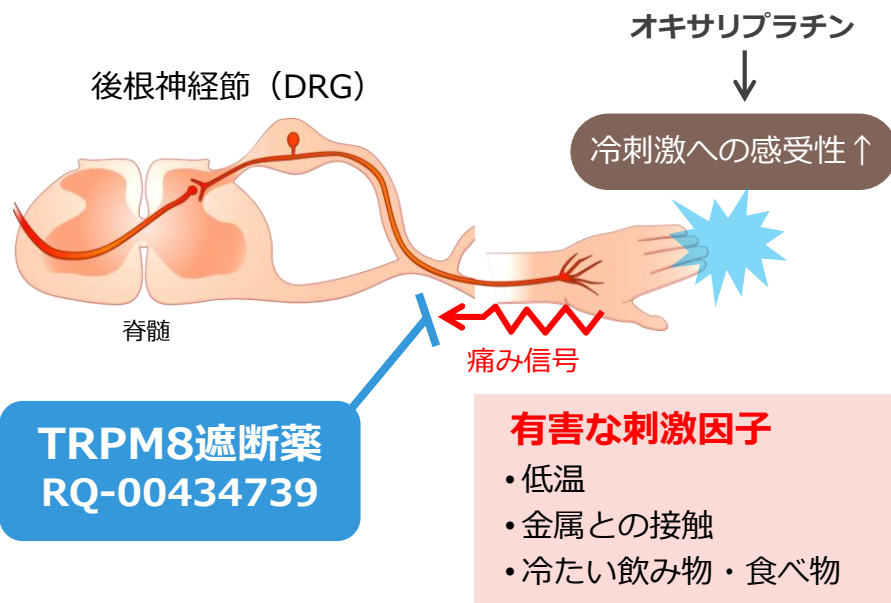 オキサリプラチン
後根神経節（DRG）
冷刺激への感受性↑
脊髄
痛み信号
TRPM8遮断薬
RQ-00434739
有害な刺激因子
・低温
・金属との接触
・冷たい飲み物・食べ物